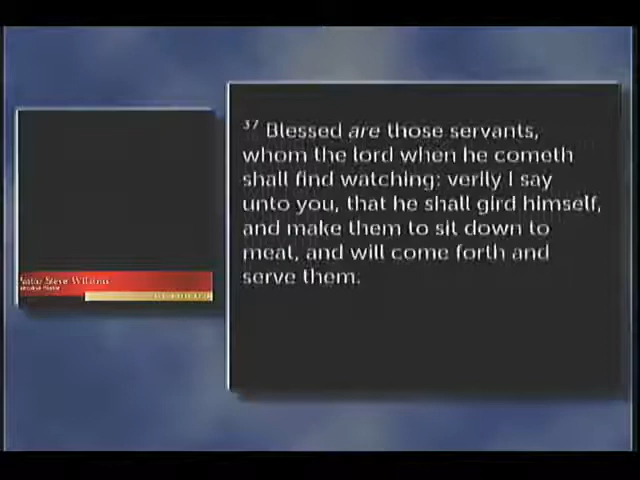 37 Blessed are those servants,
whom the lord when he cometh
shall find watching: verily I say
unto you, that he shall gird himself,
and make them to sit down to
meat, and will come forth and
serve them.
Steve